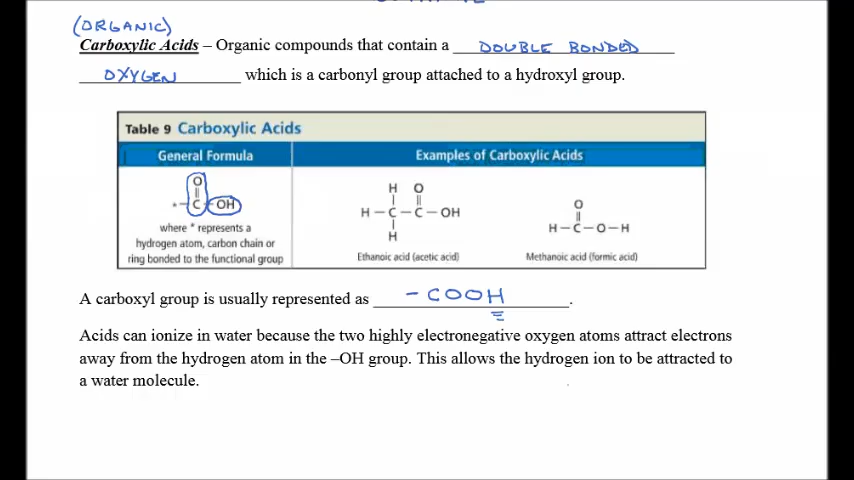 (ORGANIC)
Carboxylic Acids – Organic compounds that contain a DOUBLE BONDED
OXYGEN which is a carbonyl group attached to a hydroxyl group.
Table 9 Carboxylic Acids
General Formula
Examples of Carboxylic Acids
O
* – C – OH
where * represents a
hydrogen atom, carbon chain or
ring bonded to the functional group
H O
H – C – C – OH
H
Ethanoic acid (acetic acid)
O
H – C – O – H
Methanoic acid (formic acid)
A carboxyl group is usually represented as – COOH.
Acids can ionize in water because the two highly electronegative oxygen atoms attract electrons
away from the hydrogen atom in the –OH group. This allows the hydrogen ion to be attracted to
a water molecule.